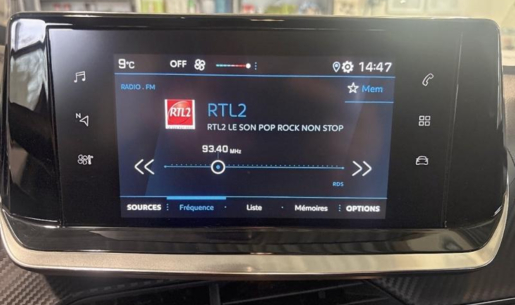 9°C OFF 14:47
RADIO . FM
Mem
RTL2
RTL2
RTL2 LE SON POP ROCK NON STOP
93.40 MHz
RDS
SOURCES Fréquence Liste Mémoires OPTIONS
N